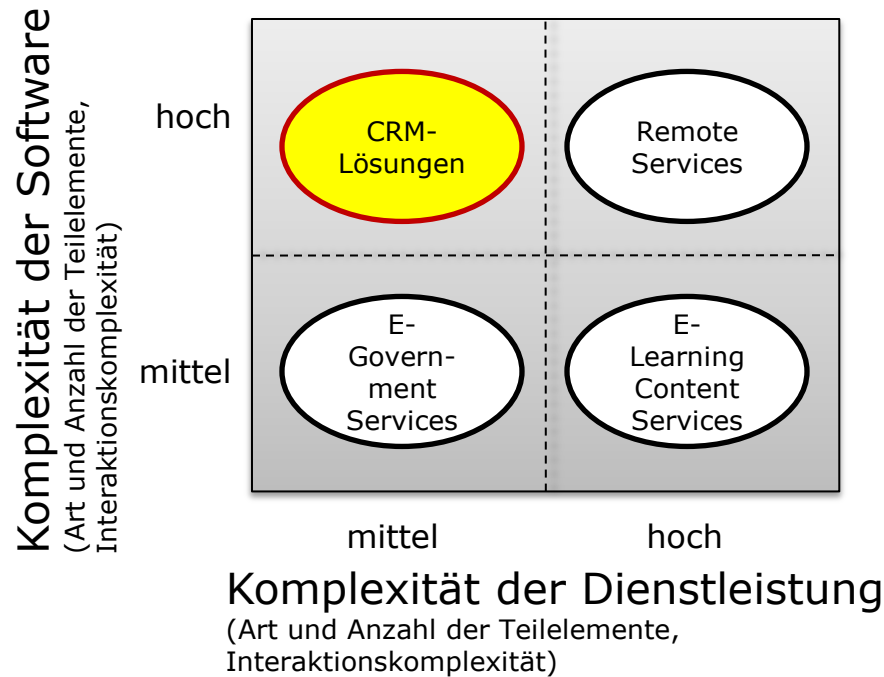 Komplexität der Software
(Art und Anzahl der Teilelemente,
Interaktionskomplexität)
hoch
CRM-
Lösungen
Remote
Services
mittel
E-
Govern-
ment
Services
E-
Learning
Content
Services
mittel
hoch
Komplexität der Dienstleistung
(Art und Anzahl der Teilelemente,
Interaktionskomplexität)